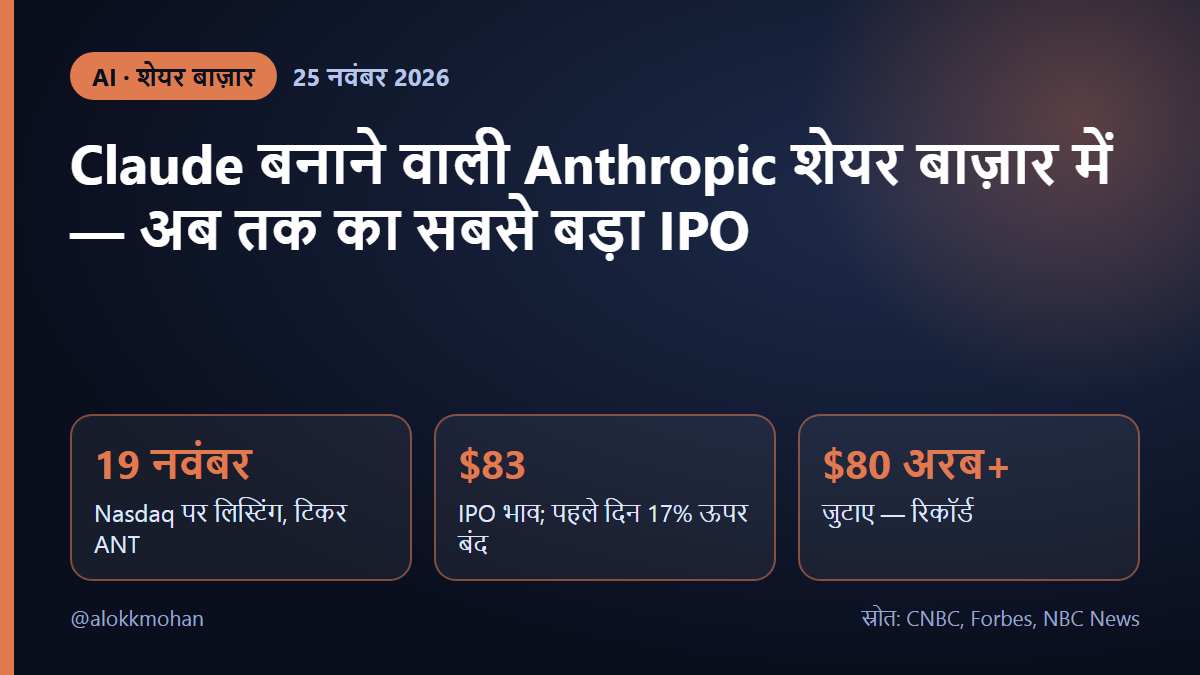 AI · शेयर बाज़ार
25 नवंबर 2026
Claude बनाने वाली Anthropic शेयर बाज़ार में
— अब तक का सबसे बड़ा IPO
19 नवंबर
Nasdaq पर लिस्टिंग, टिकर
ANT
$83
IPO भाव; पहले दिन 17% ऊपर
बंद
$80 अरब+
जुटाए — रिकॉर्ड
@alokkmohan
स्रोत: CNBC, Forbes, NBC News